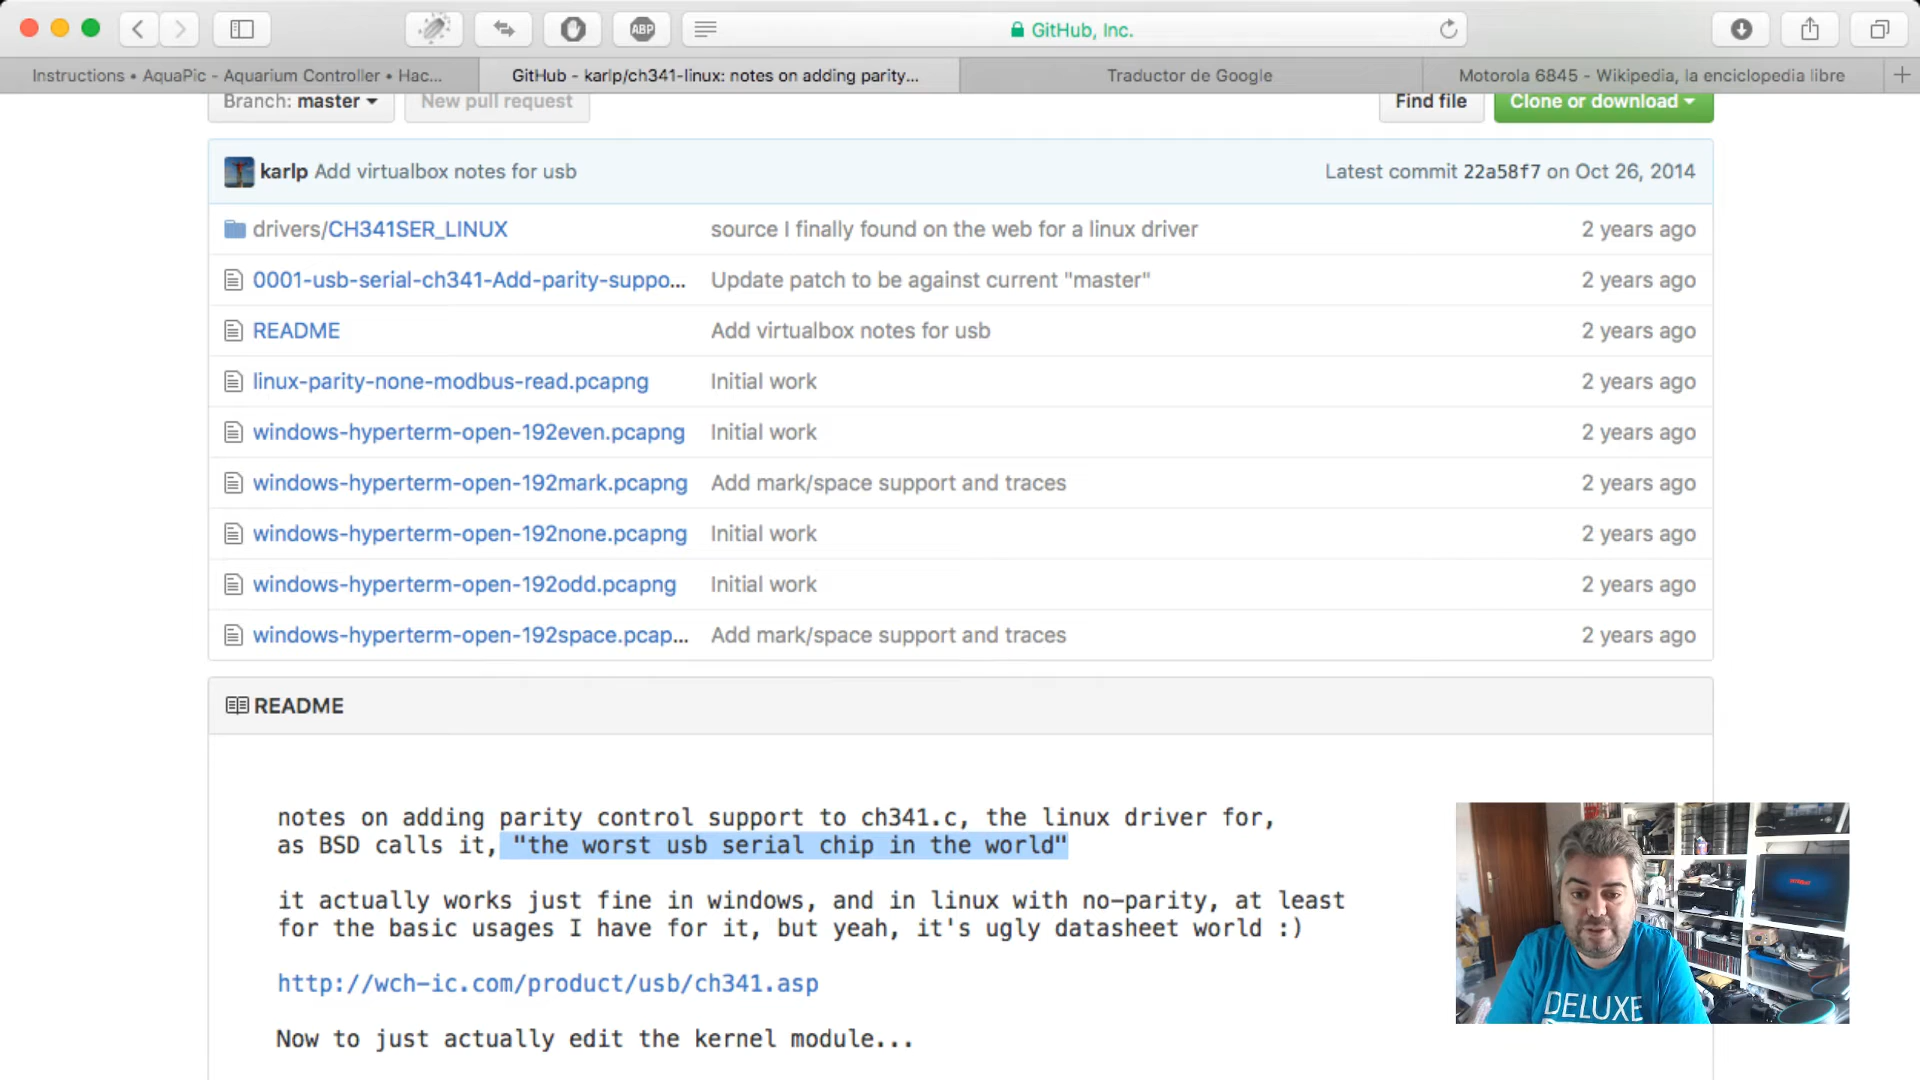 ABP
GitHub, Inc.
Instructions • AquaPic - Aquarium Controller • Hac...
GitHub - karlp/ch341-linux: notes on adding parity...
Traductor de Google
Motorola 6845 - Wikipedia, la enciclopedia libre
Branch: master
New pull request
Find file
Clone or download
karlp Add virtualbox notes for usb
Latest commit 22a58f7 on Oct 26, 2014
drivers/CH341SER_LINUX
source I finally found on the web for a linux driver
2 years ago
0001-usb-serial-ch341-Add-parity-suppo...
Update patch to be against current "master"
2 years ago
README
Add virtualbox notes for usb
2 years ago
linux-parity-none-modbus-read.pcapng
Initial work
2 years ago
windows-hyperterm-open-192even.pcapng
Initial work
2 years ago
windows-hyperterm-open-192mark.pcapng
Add mark/space support and traces
2 years ago
windows-hyperterm-open-192none.pcapng
Initial work
2 years ago
windows-hyperterm-open-192odd.pcapng
Initial work
2 years ago
windows-hyperterm-open-192space.pcap...
Add mark/space support and traces
2 years ago
README
notes on adding parity control support to ch341.c, the linux driver for,
as BSD calls it, "the worst usb serial chip in the world"
it actually works just fine in windows, and in linux with no-parity, at least
for the basic usages I have for it, but yeah, it's ugly datasheet world :)
http://wch-ic.com/product/usb/ch341.asp
Now to just actually edit the kernel module...
DELUXE